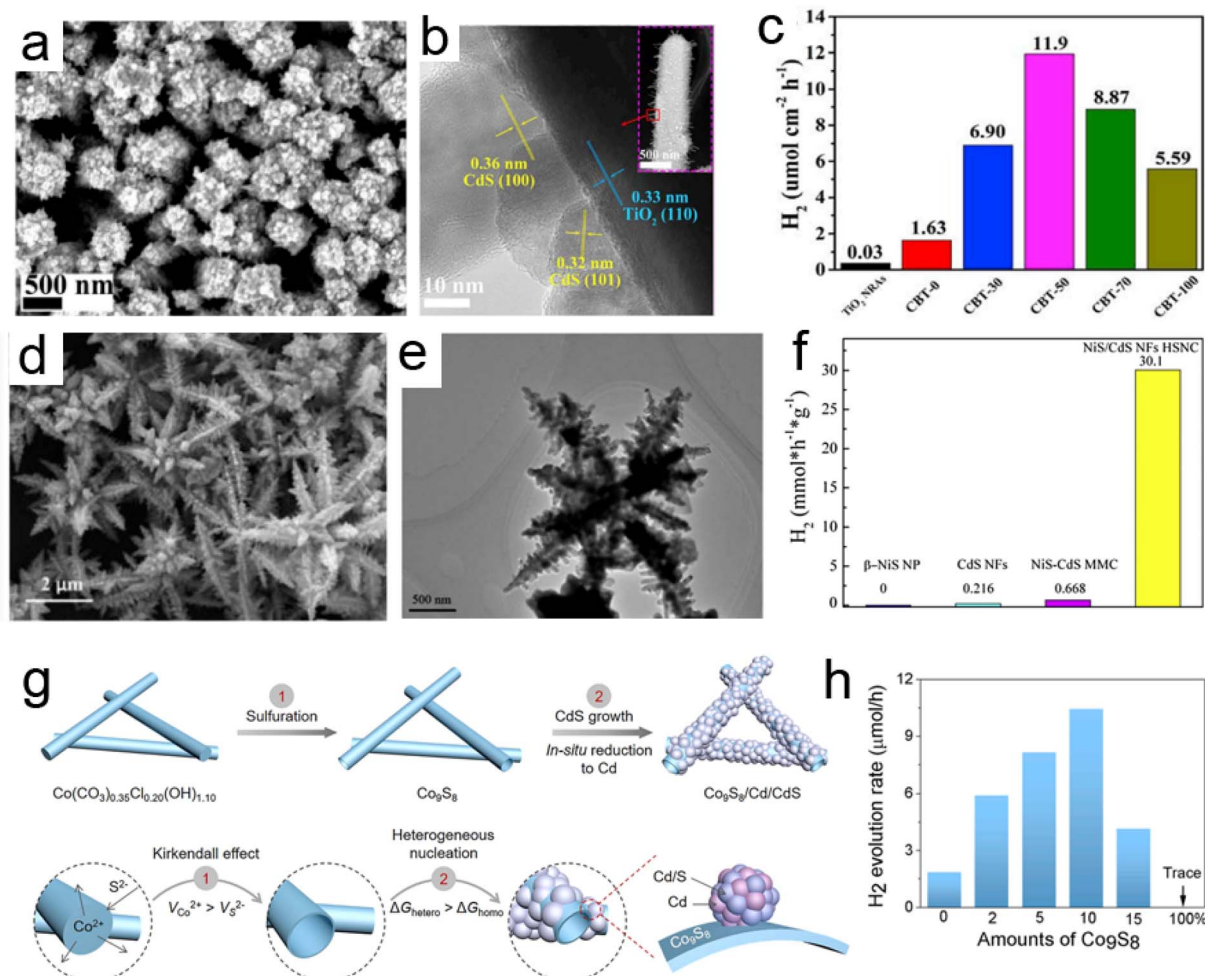 a
500 nm
b
0.36 nm
CdS (100)
0.33 nm
TiO₂ (110)
0.32 nm
CdS (101)
10 nm
500 nm
c
H₂ (umol cm⁻² h⁻¹)
14
12
10
8
6
4
2
0
0.03
1.63
6.90
11.9
8.87
5.59
TiO₂ NRAs
CBT-0
CBT-30
CBT-50
CBT-70
CBT-100
d
2 μm
e
500 nm
f
H₂ (mmol*h⁻¹*g⁻¹)
30
25
20
15
10
5
0
β-NiS NP
0
CdS NFs
0.216
NiS-CdS MMC
0.668
NiS/CdS NFs HSNC
30.1
g
1
Sulfuration
2
CdS growth
In-situ reduction
to Cd
Co(CO₃)₀.₃₅Cl₀.₂₀(OH)₁.₁₀
Co₉S₈
Co₉S₈/Cd/CdS
Kirkendall effect
1
V_Co²⁺ > V_S²⁻
S²⁻
Co²⁺
Heterogeneous
nucleation
2
ΔG_hetero > ΔG_homo
Cd/S
Cd
Co₉S₈
h
H2 evolution rate (μmol/h)
12
9
6
3
0
Trace
0
2
5
10
15
100%
Amounts of Co₉S₈